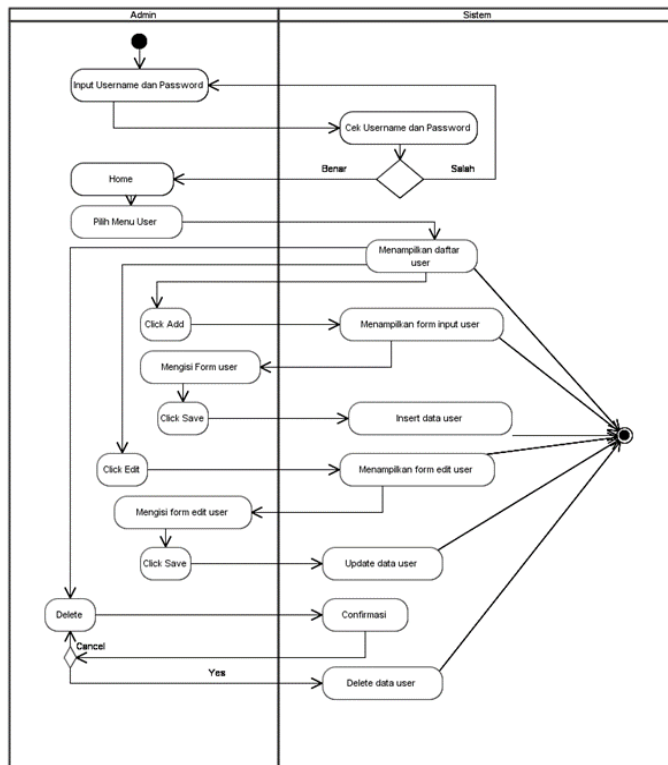 Admin
Sistem
Input Username dan Password
Cek Username dan Password
Benar
Salah
Home
Pilih Menu User
Menampilkan daftar
user
Click Add
Menampilkan form input user
Mengisi Form user
Click Save
Insert data user
Click Edit
Menampilkan form edit user
Mengisi form edit user
Click Save
Update data user
Delete
Confirmasi
Cancel
Yes
Delete data user